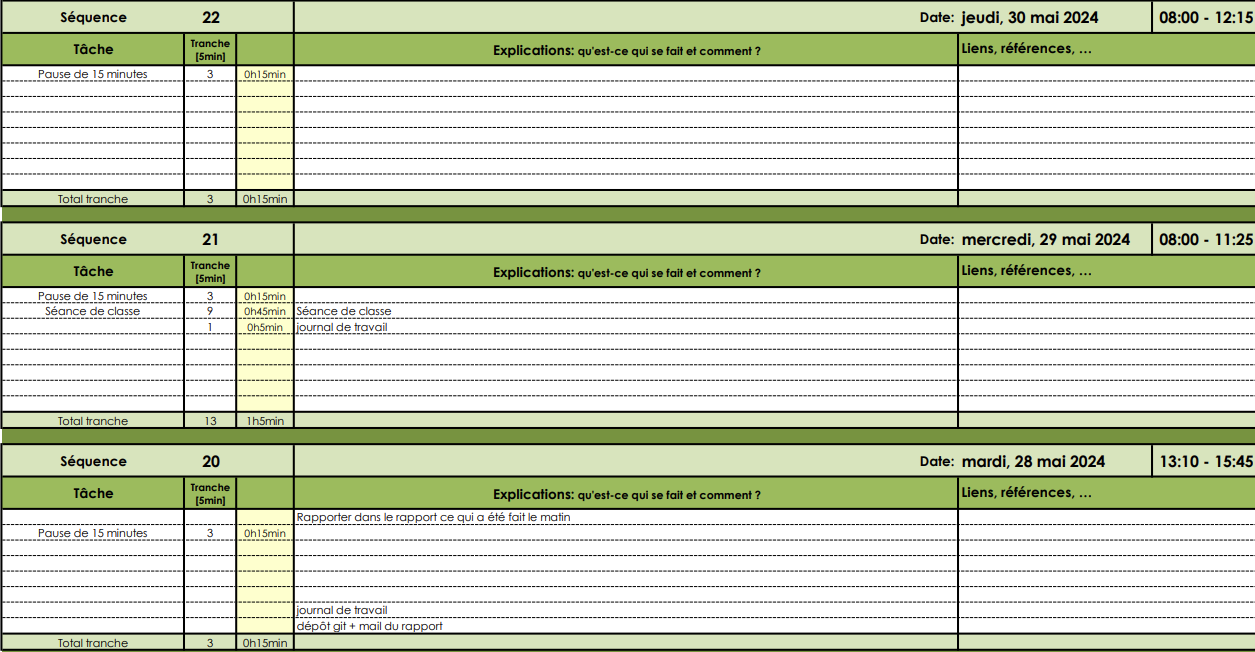 Séquence 22 Date: jeudi, 30 mai 2024 08:00 - 12:15
Tâche Tranche [5min] Explications: qu'est-ce qui se fait et comment ? Liens, références, ...
Pause de 15 minutes 3 0h15min
Total tranche 3 0h15min
Séquence 21 Date: mercredi, 29 mai 2024 08:00 - 11:25
Tâche Tranche [5min] Explications: qu'est-ce qui se fait et comment ? Liens, références, ...
Pause de 15 minutes 3 0h15min
Séance de classe 9 0h45min Séance de classe
1 0h5min journal de travail
Total tranche 13 1h5min
Séquence 20 Date: mardi, 28 mai 2024 13:10 - 15:45
Tâche Tranche [5min] Explications: qu'est-ce qui se fait et comment ? Liens, références, ...
Rapporter dans le rapport ce qui a été fait le matin
Pause de 15 minutes 3 0h15min
journal de travail
dépôt git + mail du rapport
Total tranche 3 0h15min